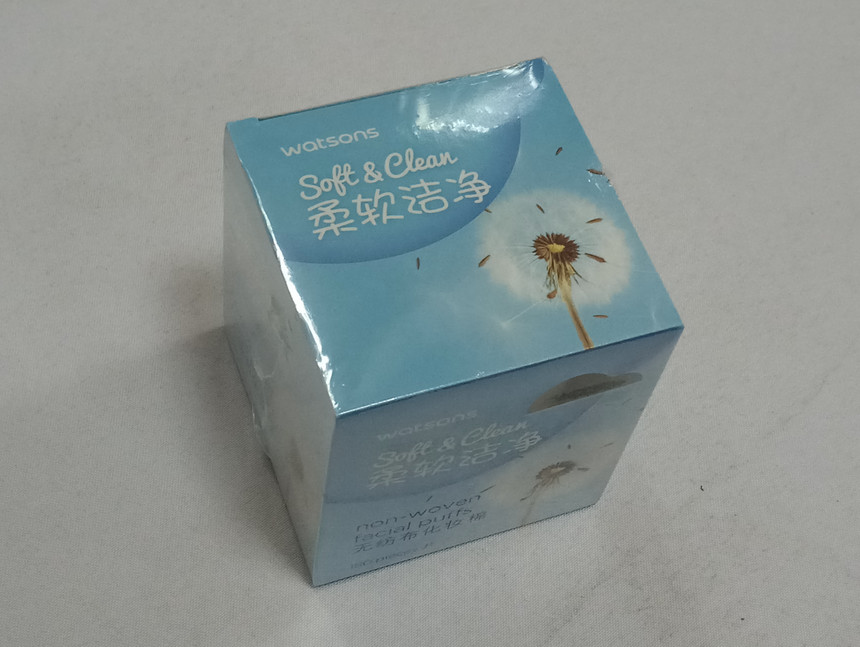 watsons
Soft & Clean
柔软洁净
watsons
Soft & Clean
柔软洁净
non-woven
facial puffs
无纺布化妆棉